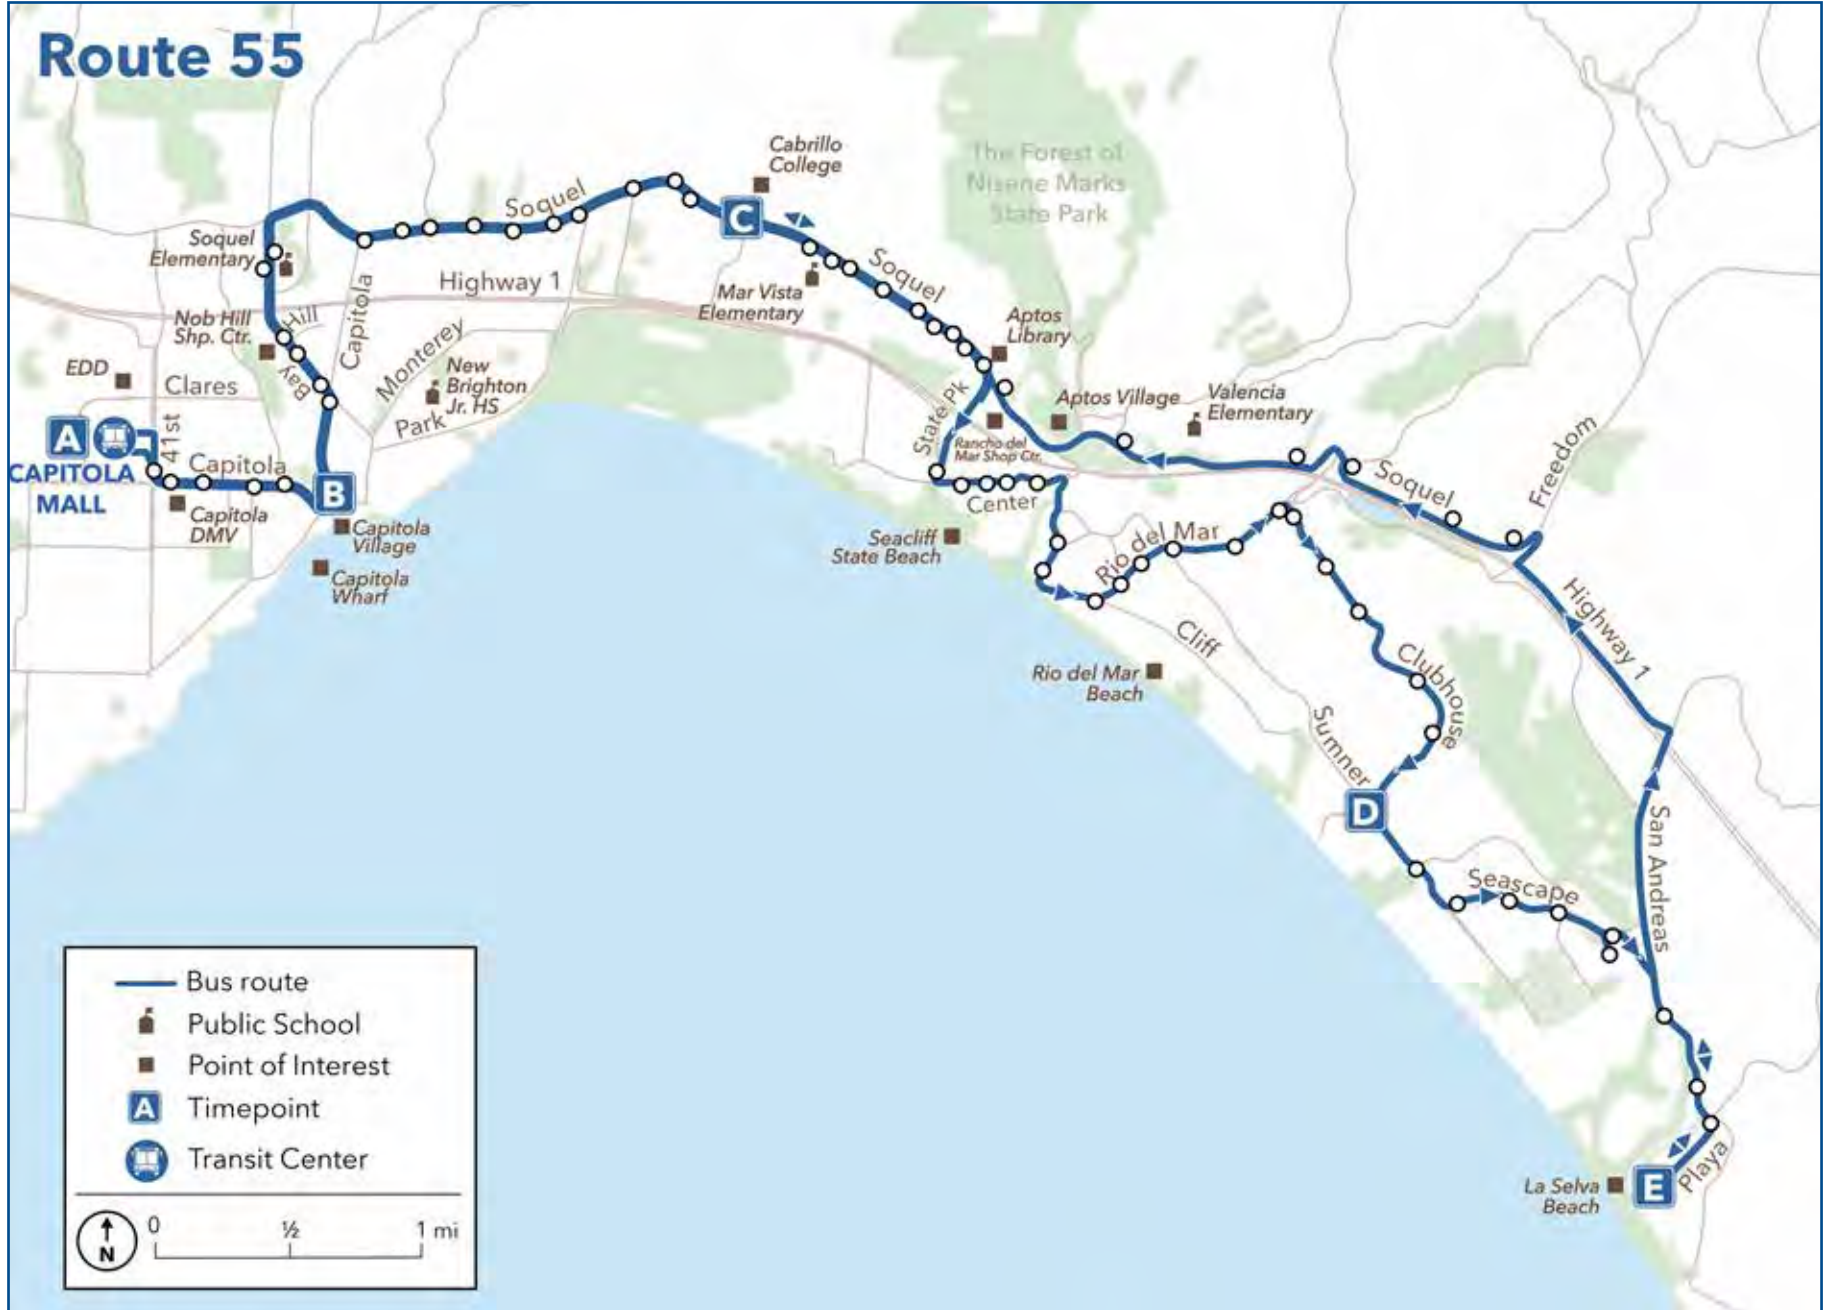 Route 55
Cabrillo
College
The Forest of
Nisene Marks
State Park
Soquel
Soquel
Elementary
C
Soquel
Highway 1
Mar Vista
Elementary
Capitola
Nob Hill
Shp. Ctr.
Hill
Bay
Monterey
Aptos
Library
EDD
Clares
New
Brighton
Jr. HS
Park
State Pk
Aptos Village
Valencia
Elementary
Rancho del
Mar Shop Ctr.
A
CAPITOLA
MALL
41st
Capitola
B
Capitola
DMV
Capitola
Village
Capitola
Wharf
Center
Soquel
Freedom
Seacliff
State Beach
Rio del Mar
Highway 1
Cliff
Rio del Mar
Beach
Clubhouse
Sumner
D
San Andreas
Seascape
La Selva
Beach
E
Playa
Bus route
Public School
Point of Interest
A
Timepoint
Transit Center
N
0
½
1 mi